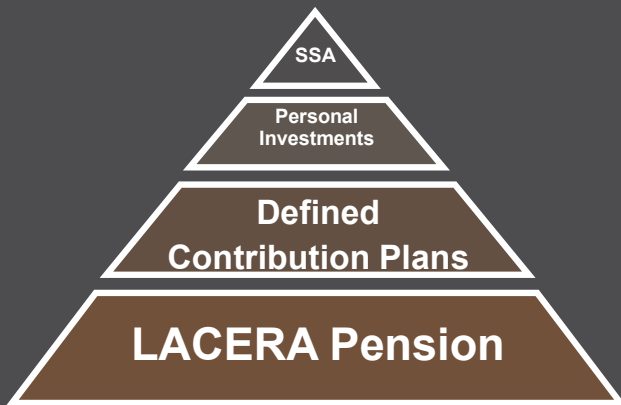 SSA
Personal
Investments
Defined
Contribution Plans
LACERA Pension